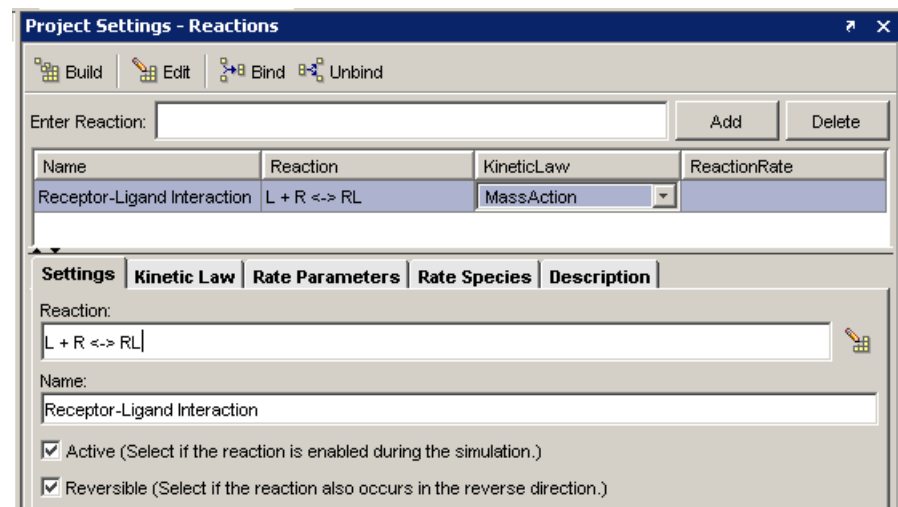 Project Settings - Reactions
Build Edit Bind Unbind
Enter Reaction: Add Delete
Name Reaction KineticLaw ReactionRate
Receptor-Ligand Interaction L + R <-> RL MassAction
Settings Kinetic Law Rate Parameters Rate Species Description
Reaction:
L + R <-> RL
Name:
Receptor-Ligand Interaction
Active (Select if the reaction is enabled during the simulation.)
Reversible (Select if the reaction also occurs in the reverse direction.)